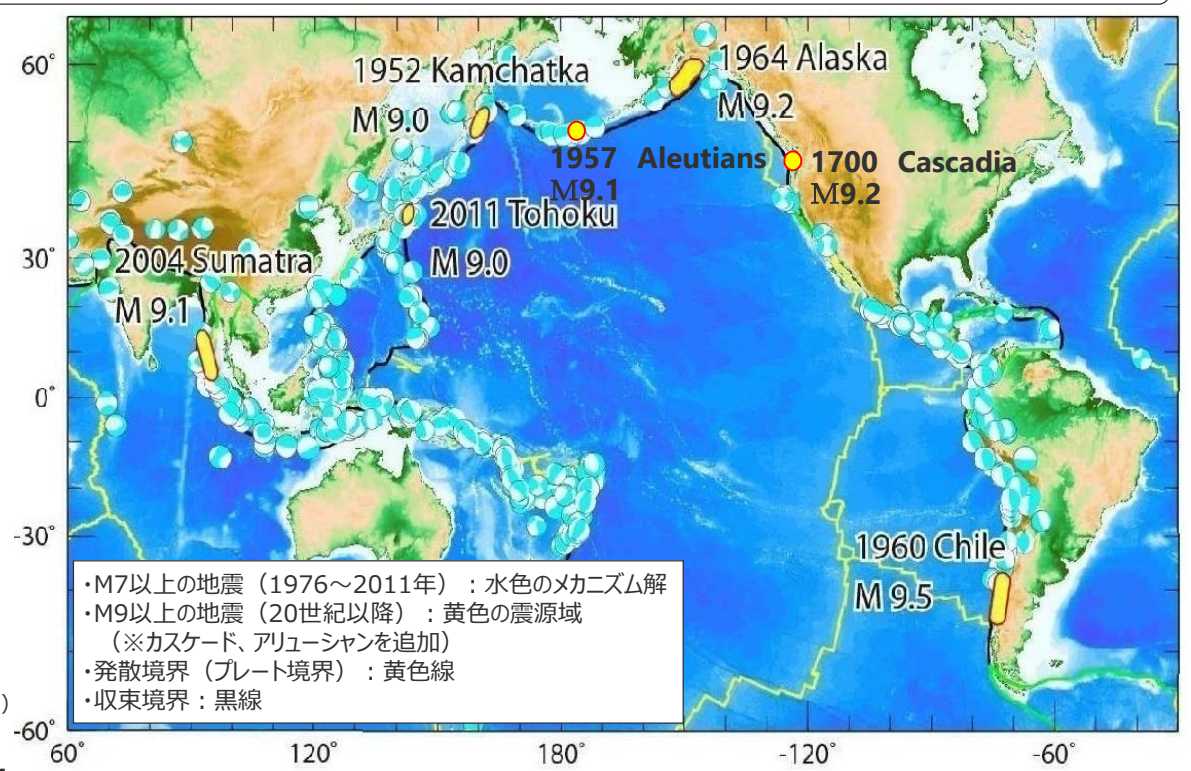 60°
30°
0°
-30°
-60°
60°
120°
180°
-120°
-60°
1952 Kamchatka
M 9.0
1964 Alaska
M 9.2
1957 Aleutians
M9.1
1700 Cascadia
M9.2
2011 Tohoku
M 9.0
2004 Sumatra
M 9.1
1960 Chile
M 9.5
・M7以上の地震（1976～2011年）：水色のメカニズム解
・M9以上の地震（20世紀以降）：黄色の震源域
（※カスケード、アリューシャンを追加）
・発散境界（プレート境界）：黄色線
・収束境界：黒線
）